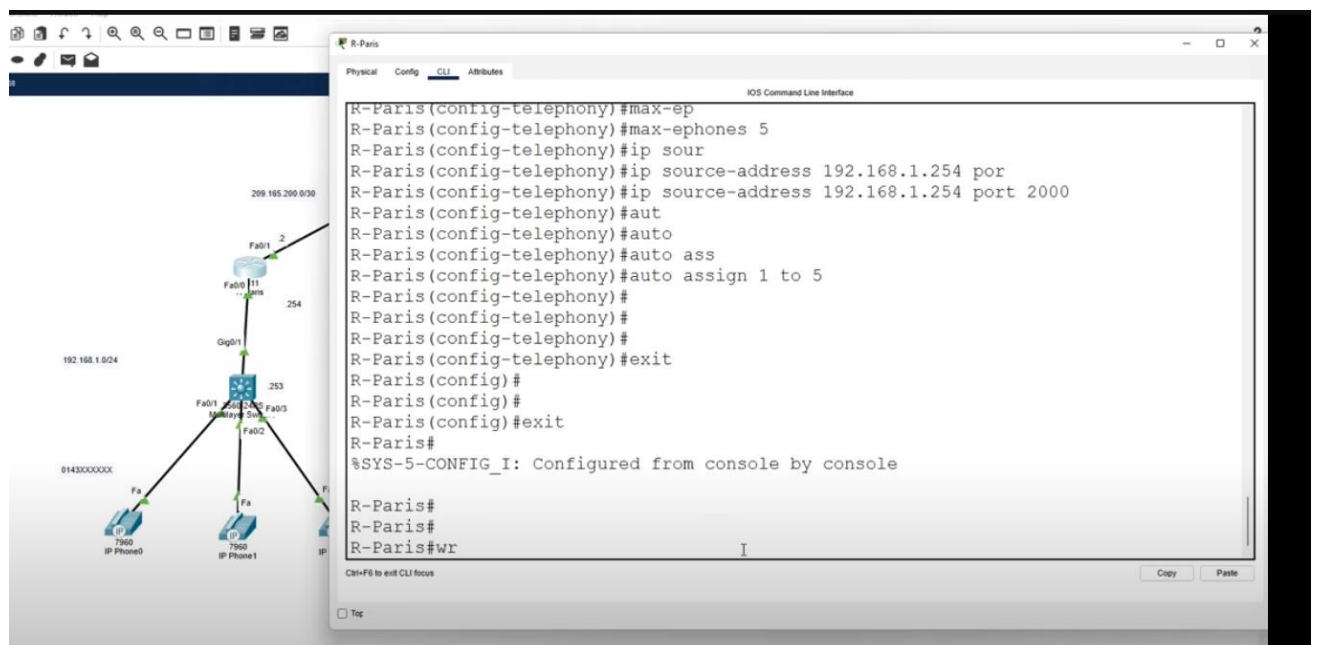 R-Paris
Physical Config CLI Attributes
IOS Command Line Interface
R-Paris(config-telephony)#max-ep
R-Paris(config-telephony)#max-ephones 5
R-Paris(config-telephony)#ip sour
R-Paris(config-telephony)#ip source-address 192.168.1.254 por
R-Paris(config-telephony)#ip source-address 192.168.1.254 port 2000
R-Paris(config-telephony)#aut
R-Paris(config-telephony)#auto
R-Paris(config-telephony)#auto ass
R-Paris(config-telephony)#auto assign 1 to 5
R-Paris(config-telephony)#
R-Paris(config-telephony)#
R-Paris(config-telephony)#
R-Paris(config-telephony)#exit
R-Paris(config)#
R-Paris(config)#
R-Paris(config)#exit
R-Paris#
%SYS-5-CONFIG_I: Configured from console by console
R-Paris#
R-Paris#
R-Paris#wr
Ctrl+F6 to exit CLI focus
Copy Paste
Top
209.165.200.0/30
.2
Fa0/1
Fa0/0
.254
Gig0/1
192.168.1.0/24
.253
Fa0/1
Fa0/3
Fa0/2
0143XXXXXX
Fa
Fa
7960
IP Phone0
7960
IP Phone1
IP